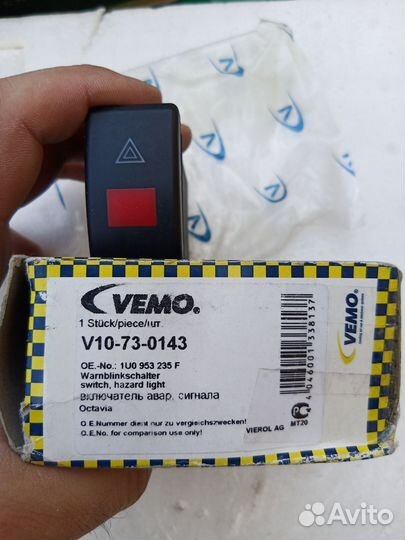 VEMO.
1 Stück/piece/шт.
V10-73-0143
OE.-No.: 1U0 953 235 F
Warnblinkschalter
switch, hazard light
включатель авар. сигнала
Octavia
O.E.Nummer dient nur zu vergleichszwecken!
O.E.No. for comparison use only!
VIEROL AG
MT20
4 046001 338137
Avito